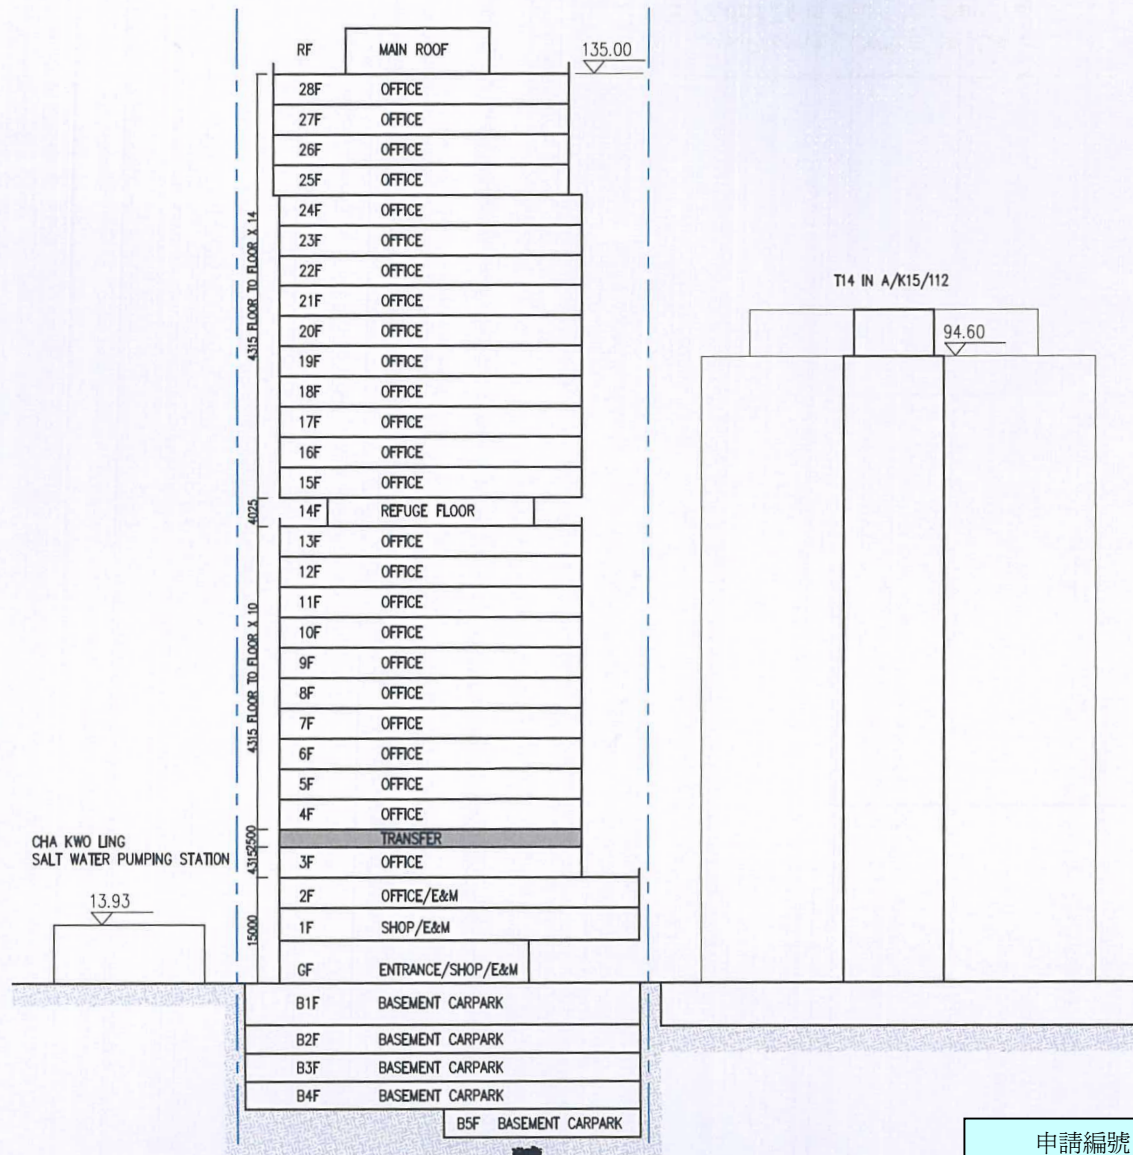 RF MAIN ROOF 135.00
28F OFFICE
27F OFFICE
26F OFFICE
25F OFFICE
24F OFFICE
23F OFFICE
22F OFFICE
21F OFFICE
20F OFFICE
19F OFFICE
18F OFFICE
17F OFFICE
16F OFFICE
15F OFFICE
4315 FLOOR TO FLOOR X 14
14F REFUGE FLOOR
4025
13F OFFICE
12F OFFICE
11F OFFICE
10F OFFICE
9F OFFICE
8F OFFICE
7F OFFICE
6F OFFICE
5F OFFICE
4F OFFICE
4315 FLOOR TO FLOOR X 10
TRANSFER
2500
3F OFFICE
4315
2F OFFICE/E&M
1F SHOP/E&M
GF ENTRANCE/SHOP/E&M
15000
B1F BASEMENT CARPARK
B2F BASEMENT CARPARK
B3F BASEMENT CARPARK
B4F BASEMENT CARPARK
B5F BASEMENT CARPARK
CHA KWO LING
SALT WATER PUMPING STATION
13.93
T14 IN A/K15/112
94.60
申請編號